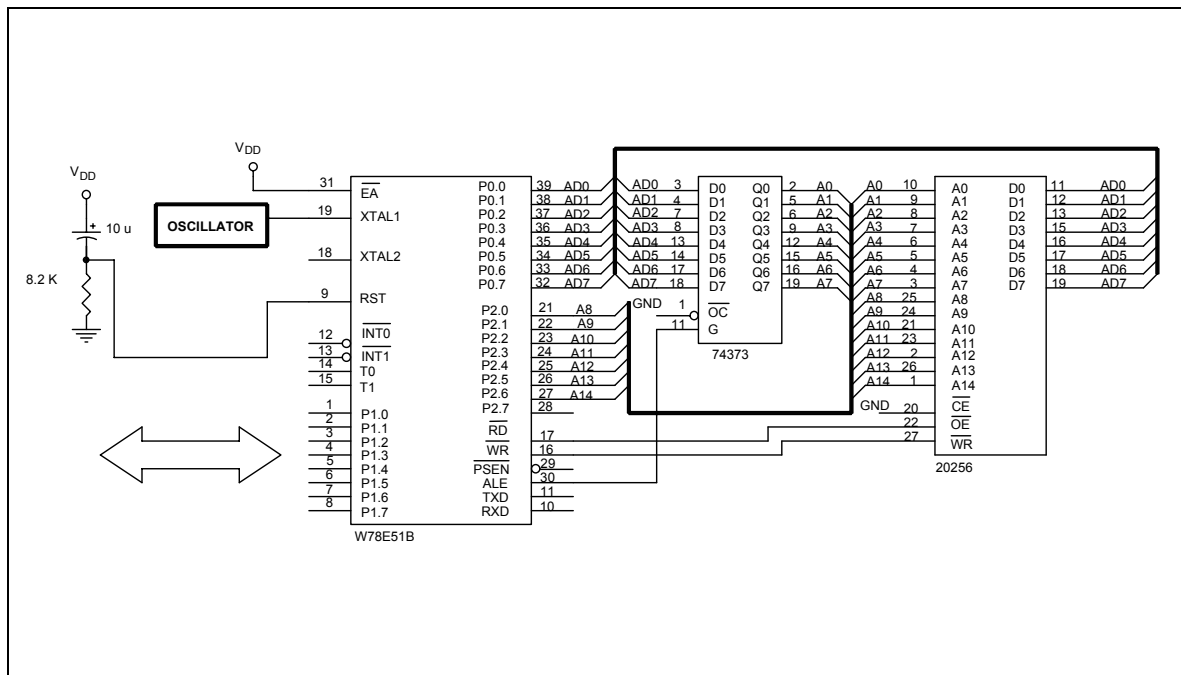 VDD
10 u
8.2 K
VDD
OSCILLATOR
31 EA
19 XTAL1
18 XTAL2
9 RST
12 INT0
13 INT1
14 T0
15 T1
1 P1.0
2 P1.1
3 P1.2
4 P1.3
5 P1.4
6 P1.5
7 P1.6
8 P1.7
P0.0 39 AD0
P0.1 38 AD1
P0.2 37 AD2
P0.3 36 AD3
P0.4 35 AD4
P0.5 34 AD5
P0.6 33 AD6
P0.7 32 AD7
P2.0 21 A8
P2.1 22 A9
P2.2 23 A10
P2.3 24 A11
P2.4 25 A12
P2.5 26 A13
P2.6 27 A14
P2.7 28
RD 17
WR 16
PSEN 29
ALE 30
TXD 11
RXD 10
W78E51B
AD0 3 D0 Q0 2 A0
AD1 4 D1 Q1 5 A1
AD2 7 D2 Q2 6 A2
AD3 8 D3 Q3 9 A3
AD4 13 D4 Q4 12 A4
AD5 14 D5 Q5 15 A5
AD6 17 D6 Q6 16 A6
AD7 18 D7 Q7 19 A7
GND 1 OC
11 G
74373
A0 10 A0 D0 11 AD0
A1 9 A1 D1 12 AD1
A2 8 A2 D2 13 AD2
A3 7 A3 D3 15 AD3
A4 6 A4 D4 16 AD4
A5 5 A5 D5 17 AD5
A6 4 A6 D6 18 AD6
A7 3 A7 D7 19 AD7
A8 25 A8
A9 24 A9
A10 21 A10
A11 23 A11
A12 2 A12
A13 26 A13
A14 1 A14
GND 20 CE
22 OE
27 WR
20256